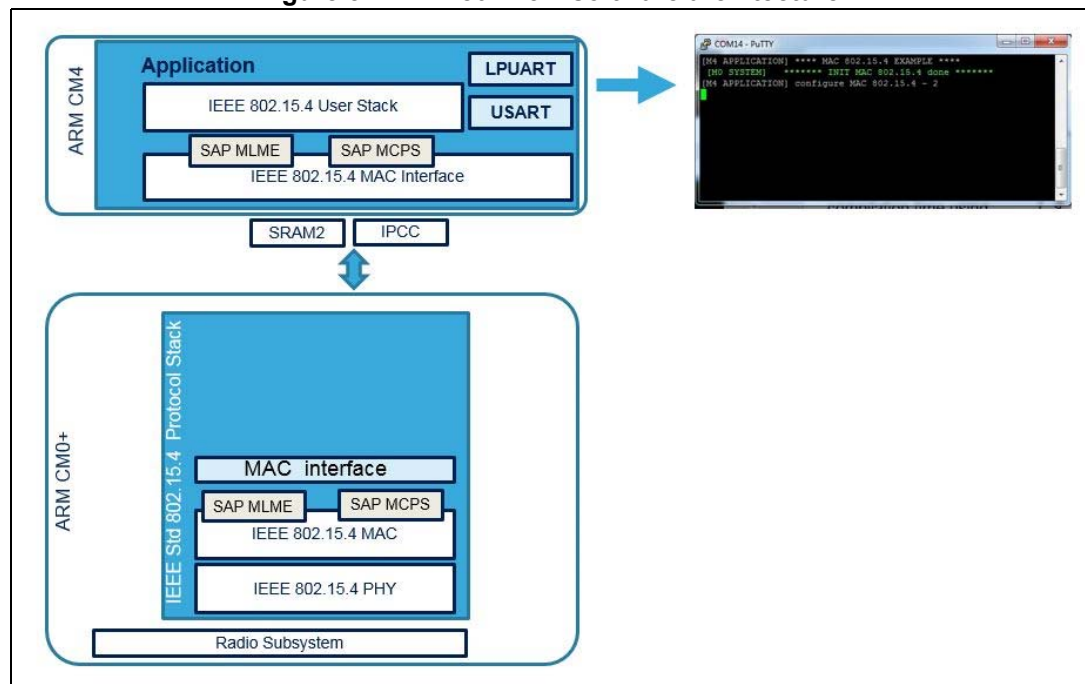 ARM CM4
Application
LPUART
IEEE 802.15.4 User Stack
USART
SAP MLME
SAP MCPS
IEEE 802.15.4 MAC Interface
COM14 - PuTTY
[M4 APPLICATION] **** MAC 802.15.4 EXAMPLE ****
[M0 SYSTEM] ******* INIT MAC 802.15.4 done *******
[M4 APPLICATION] configure MAC 802.15.4 - 2
SRAM2
IPCC
ARM CM0+
IEEE Std 802.15.4 Protocol Stack
MAC interface
SAP MLME
SAP MCPS
IEEE 802.15.4 MAC
IEEE 802.15.4 PHY
Radio Subsystem